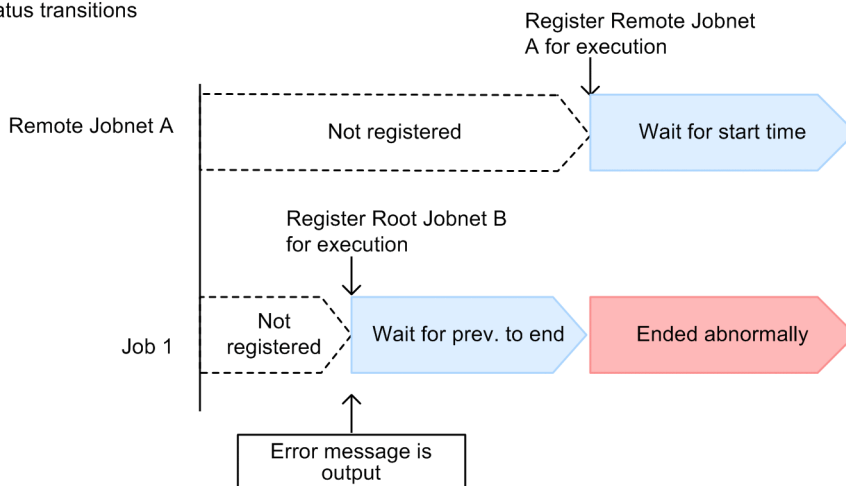 transitions
Register Remote Jobnet
A for execution
Remote Jobnet A
Not registered
Wait for start time
Register Root Jobnet B
for execution
Job 1
Not
registered
Wait for prev. to end
Ended abnormally
Error message is
output